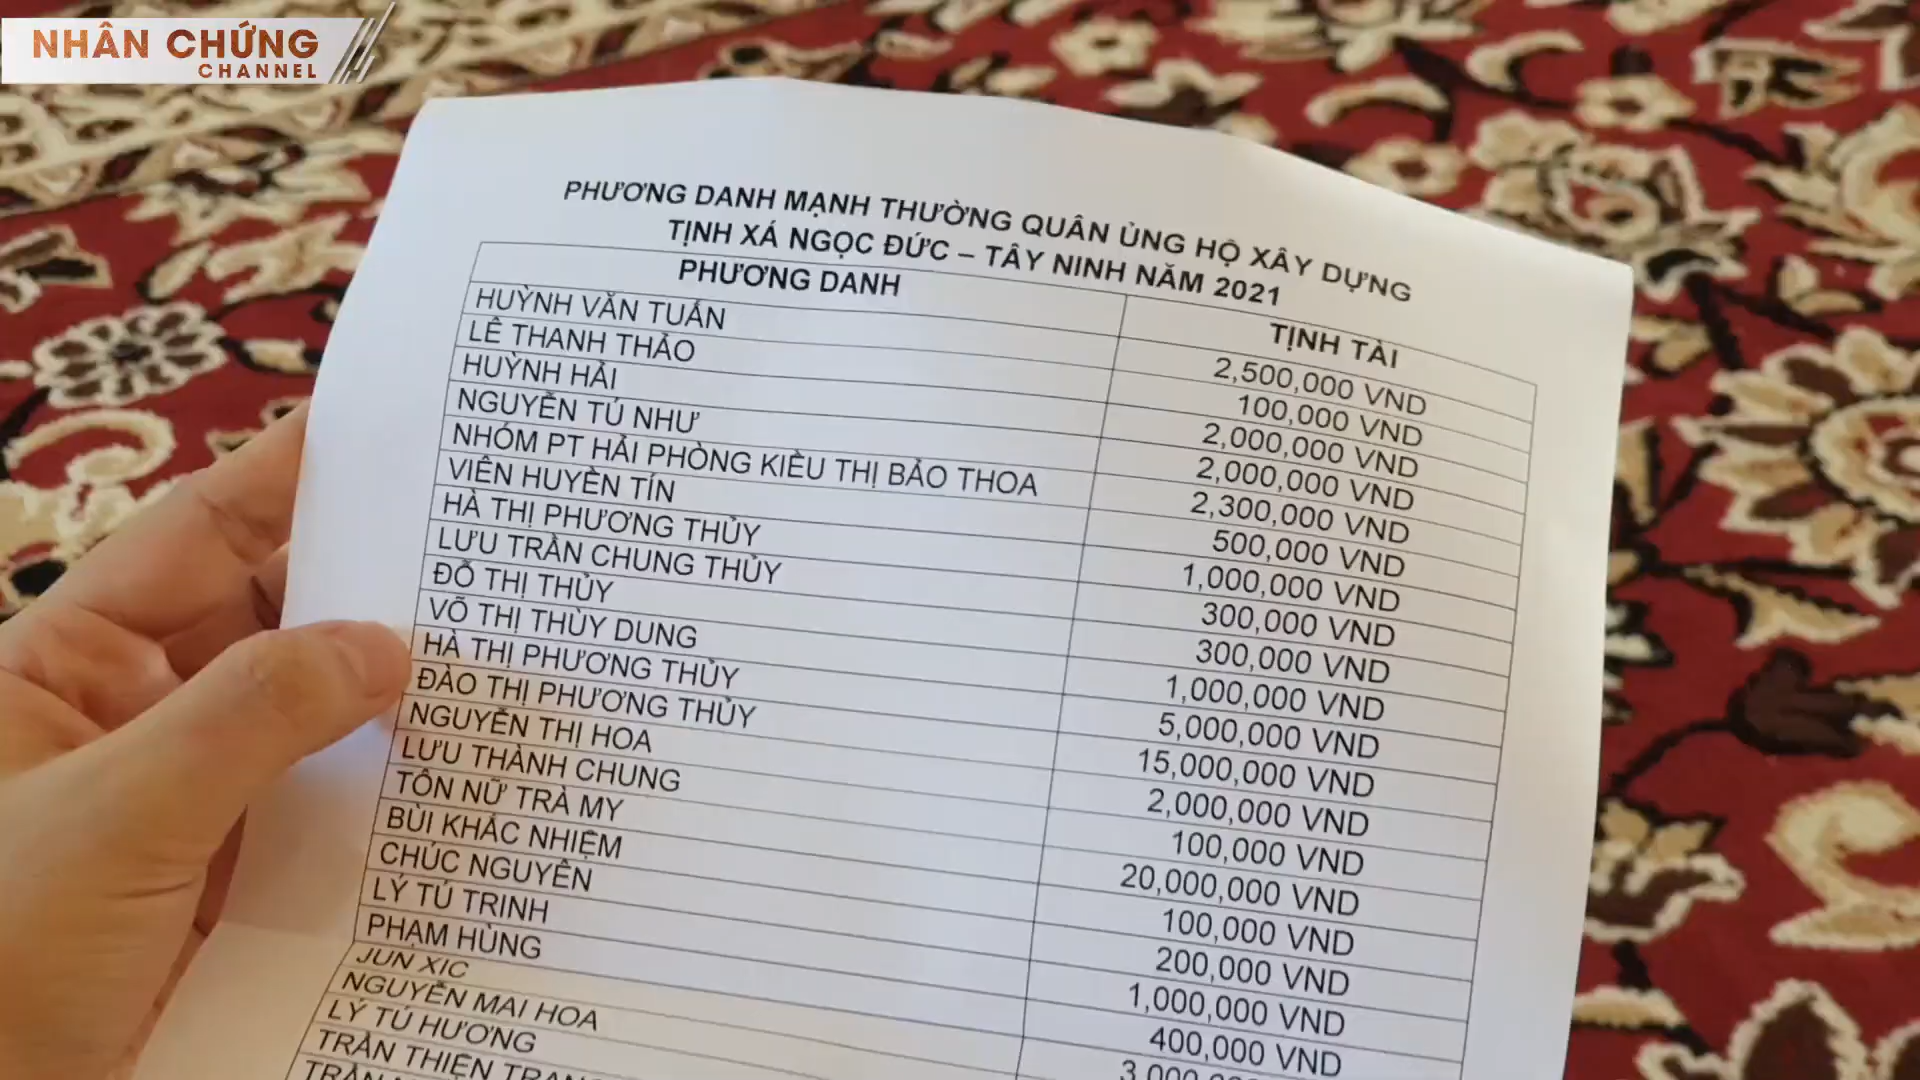 NHÂN CHỨNG
CHANNEL
PHƯƠNG DANH MẠNH THƯỜNG QUÂN ỦNG HỘ XÂY DỰNG
TỊNH XÁ NGỌC ĐỨC – TÂY NINH NĂM 2021
PHƯƠNG DANH TỊNH TÀI
HUỲNH VĂN TUẤN 2,500,000 VND
LÊ THANH THẢO 100,000 VND
HUỲNH HẢI 2,000,000 VND
NGUYỄN TÚ NHƯ 2,000,000 VND
NHÓM PT HẢI PHÒNG KIỀU THỊ BẢO THOA 2,300,000 VND
VIÊN HUYỀN TÍN 500,000 VND
HÀ THỊ PHƯƠNG THỦY 1,000,000 VND
LƯU TRẦN CHUNG THỦY 300,000 VND
ĐỖ THỊ THỦY 300,000 VND
VÕ THỊ THÙY DUNG 1,000,000 VND
HÀ THỊ PHƯƠNG THỦY 5,000,000 VND
ĐÀO THỊ PHƯƠNG THỦY 15,000,000 VND
NGUYỄN THỊ HOA 2,000,000 VND
LƯU THÀNH CHUNG 100,000 VND
TÔN NỮ TRÀ MY 20,000,000 VND
BÙI KHẮC NHIỆM 100,000 VND
CHÚC NGUYÊN 200,000 VND
LÝ TÚ TRINH 1,000,000 VND
PHẠM HÙNG 400,000 VND
JUN XIC
NGUYỄN MAI HOA
LÝ TÚ HƯƠNG
TRẦN THIỆN